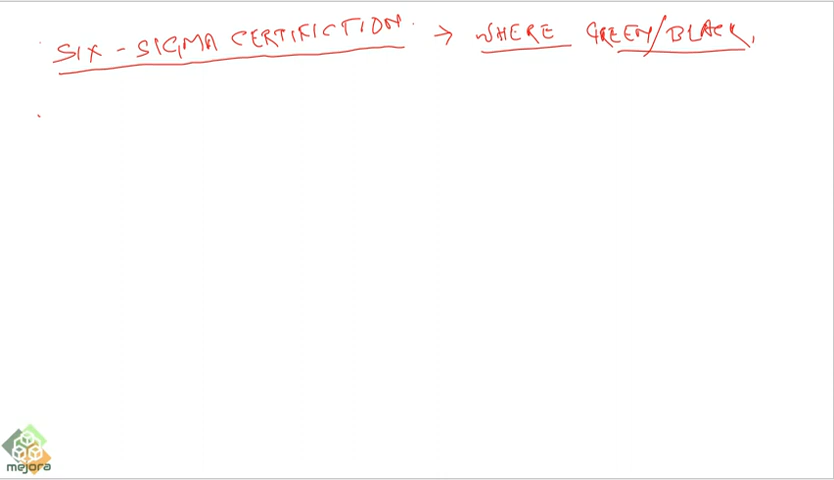 SIX - SIGMA CERTIFICTION. → WHERE GREEN/BLACK,
mejora